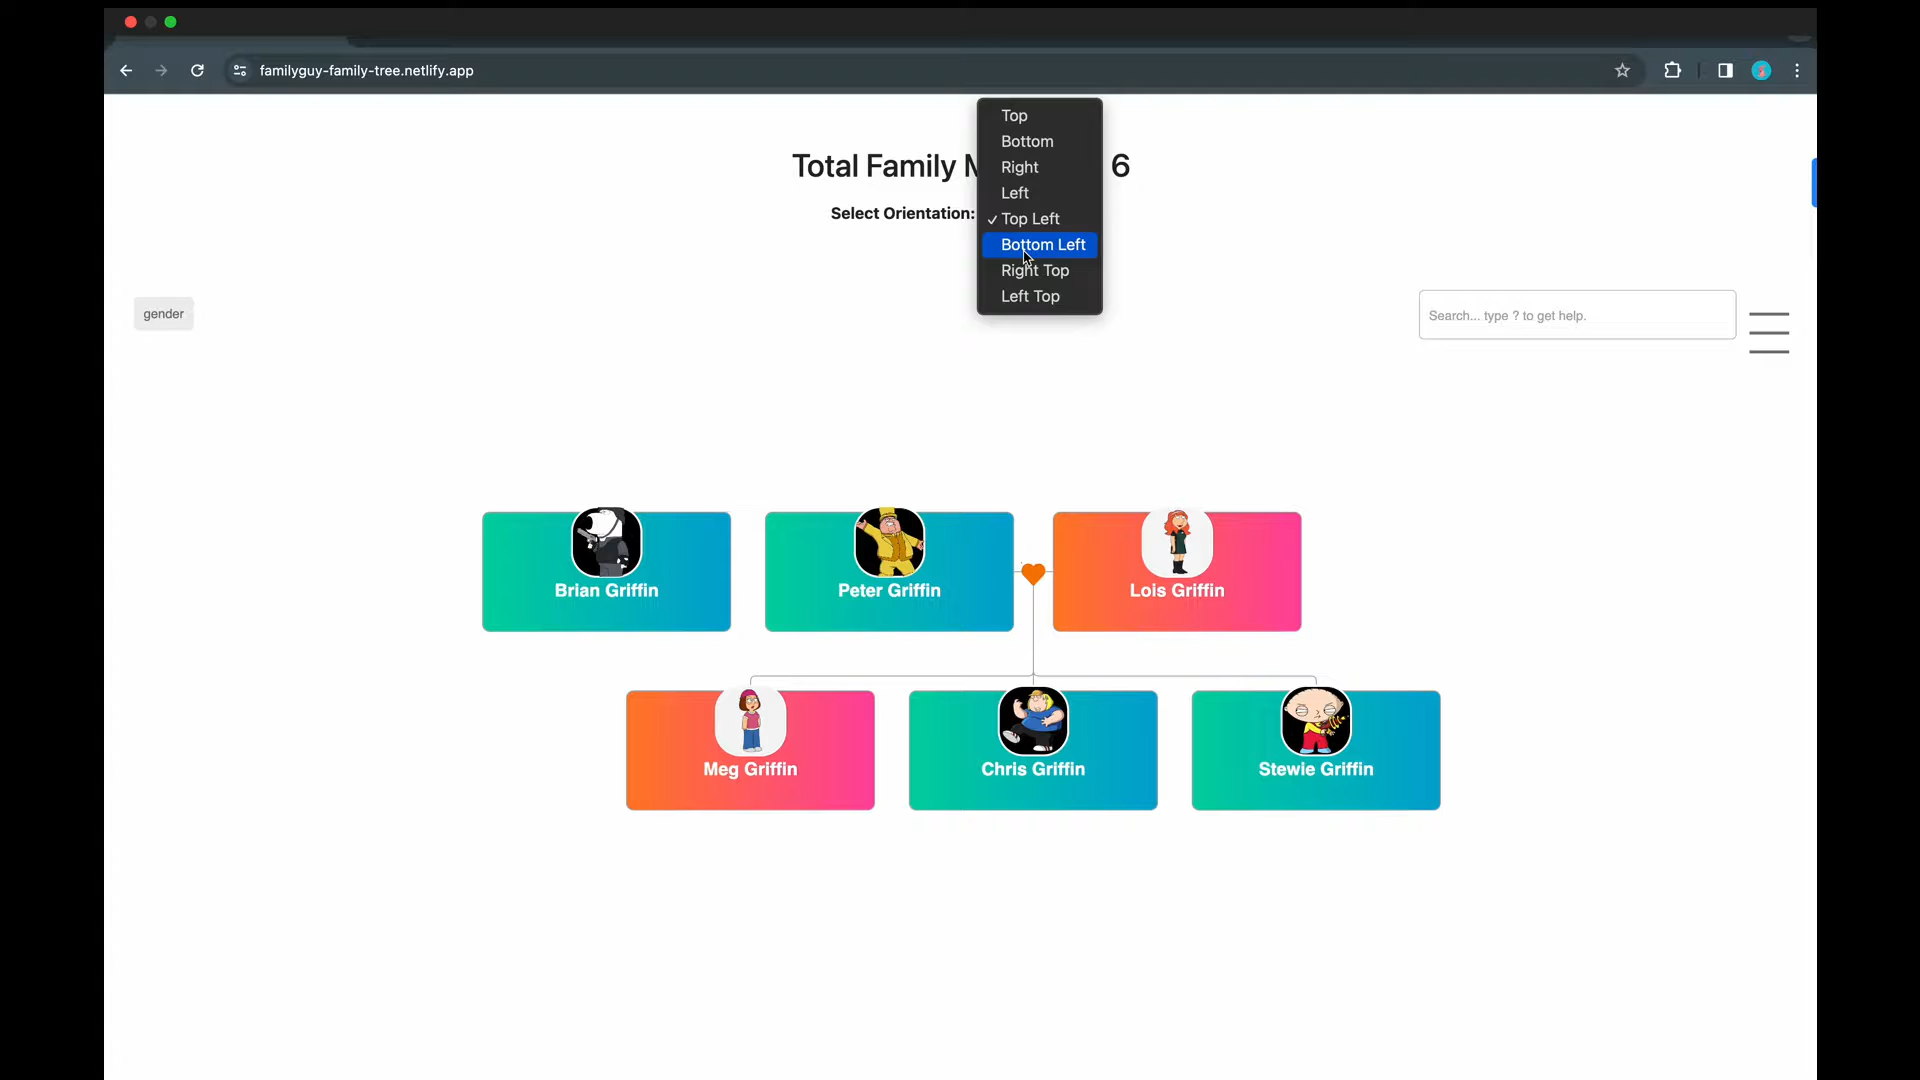 familyguy-family-tree.netlify.app
Top
Bottom
Total Family 6
Right
Left
Select Orientation:
✓ Top Left
Bottom Left
Right Top
Left Top
gender
Search... type ? to get help.
Brian Griffin
Peter Griffin
Lois Griffin
Meg Griffin
Chris Griffin
Stewie Griffin